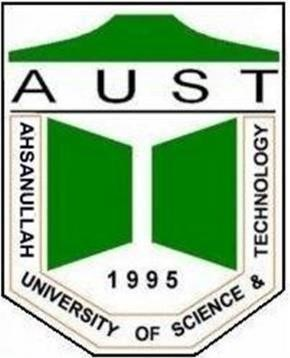 AUST
1995
AHSANULLAH UNIVERSITY OF SCIENCE & TECHNOLOGY